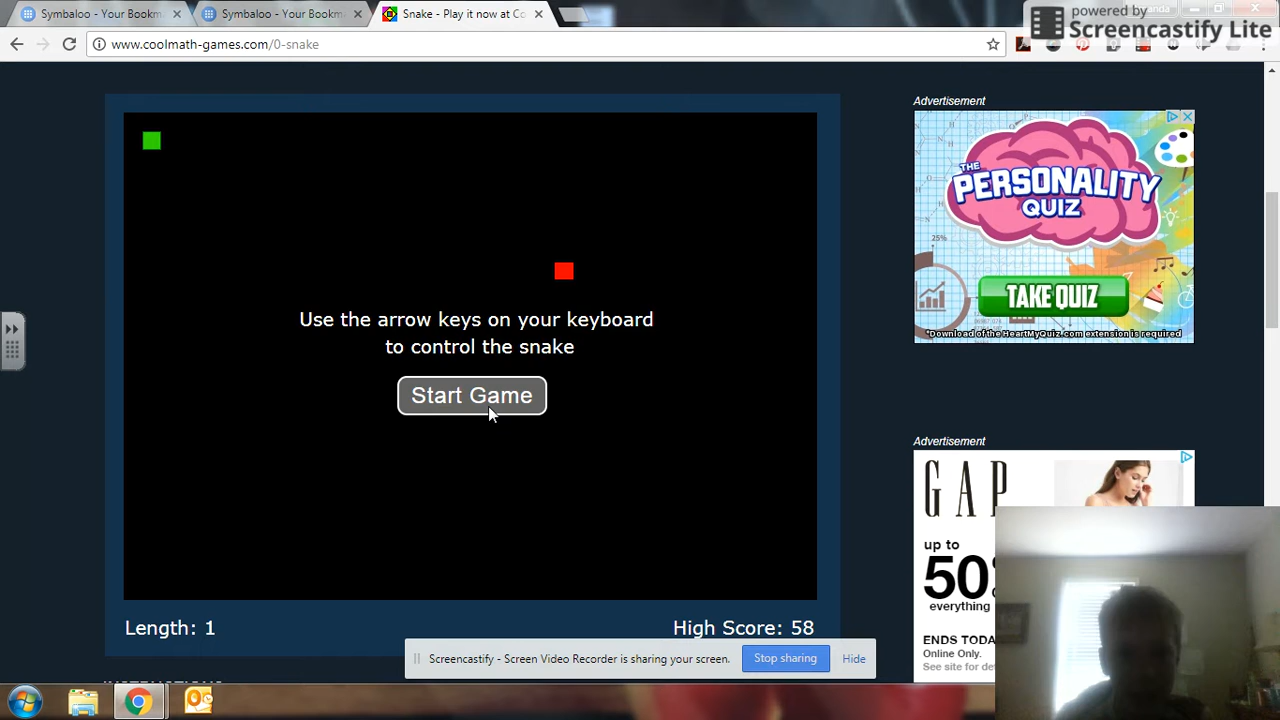 Symbaloo - Your Bookm
Symbaloo - Your Bookm
Snake - Play it now at Co
powered by
Screencastify Lite
www.coolmath-games.com/0-snake
Advertisement
THE
PERSONALITY
QUIZ
25%
TAKE QUIZ
*Download of the HeartMyQuiz.com extension is required
Use the arrow keys on your keyboard
to control the snake
Start Game
Advertisement
GAP
up to
50
everything
ENDS TODA
Online Only.
See site for det
Length: 1
High Score: 58
Screencastify - Screen Video Recorder is sharing your screen.
Stop sharing
Hide